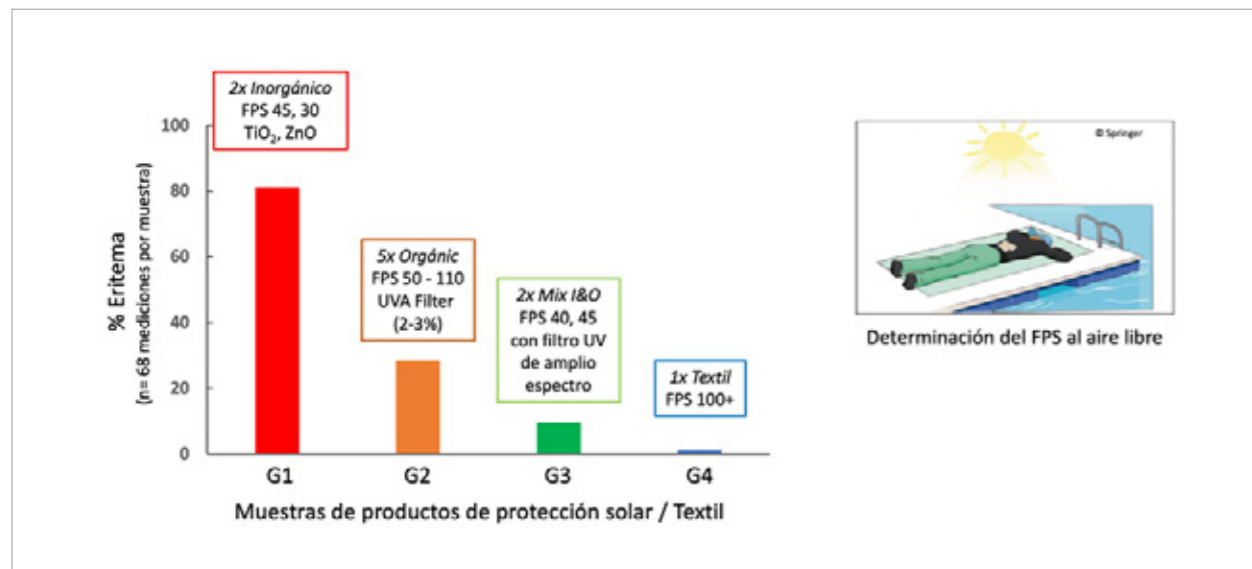 2x Inorgánico
FPS 45, 30
TiO₂, ZnO
5x Orgánic
FPS 50 - 110
UVA Filter
(2-3%)
2x Mix I&O
FPS 40, 45
con filtro UV
de amplio
espectro
1x Textil
FPS 100+
% Eritema
(n= 68 mediciones por muestra)
100
80
60
40
20
0
G1
G2
G3
G4
Muestras de productos de protección solar / Textil
© Springer
Determinación del FPS al aire libre